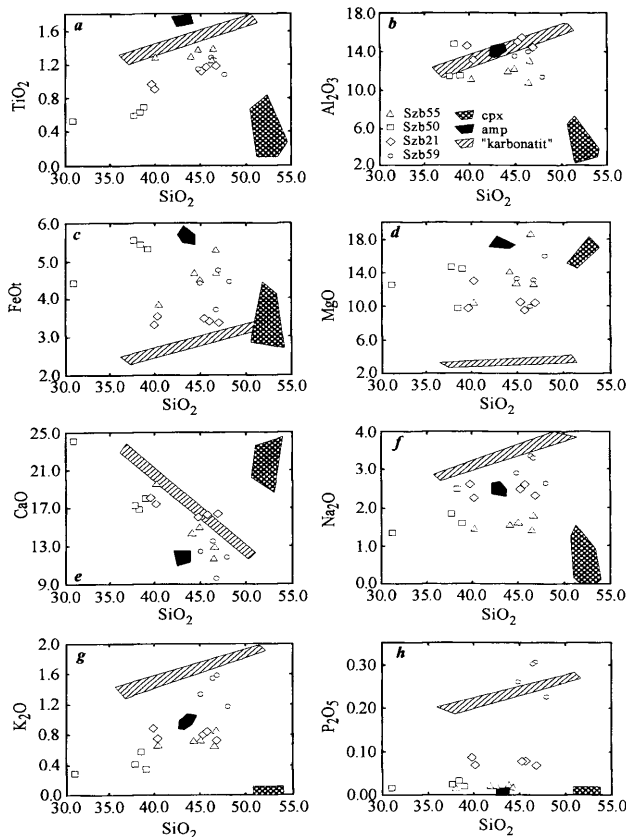 a
TiO2
1.6
1.2
0.8
0.4
0.0
30.0 35.0 40.0 45.0 50.0 55.0
SiO2
b
Al2O3
18.0
14.0
10.0
6.0
2.0
Szb55
Szb50
Szb21
Szb59
cpx
amp
"karbonatit"
30.0 35.0 40.0 45.0 50.0 55.0
SiO2
c
FeOt
6.0
5.0
4.0
3.0
2.0
30.0 35.0 40.0 45.0 50.0 55.0
SiO2
d
MgO
18.0
14.0
10.0
6.0
2.0
30.0 35.0 40.0 45.0 50.0 55.0
SiO2
CaO
25.0
21.0
17.0
13.0
9.0
e
30.0 35.0 40.0 45.0 50.0 55.0
SiO2
f
Na2O
4.0
3.0
2.0
1.0
0.0
30.0 35.0 40.0 45.0 50.0 55.0
SiO2
g
K2O
2.0
1.6
1.2
0.8
0.4
0.0
30.0 35.0 40.0 45.0 50.0 55.0
SiO2
h
P2O5
0.30
0.20
0.10
0.00
30.0 35.0 40.0 45.0 50.0 55.0
SiO2